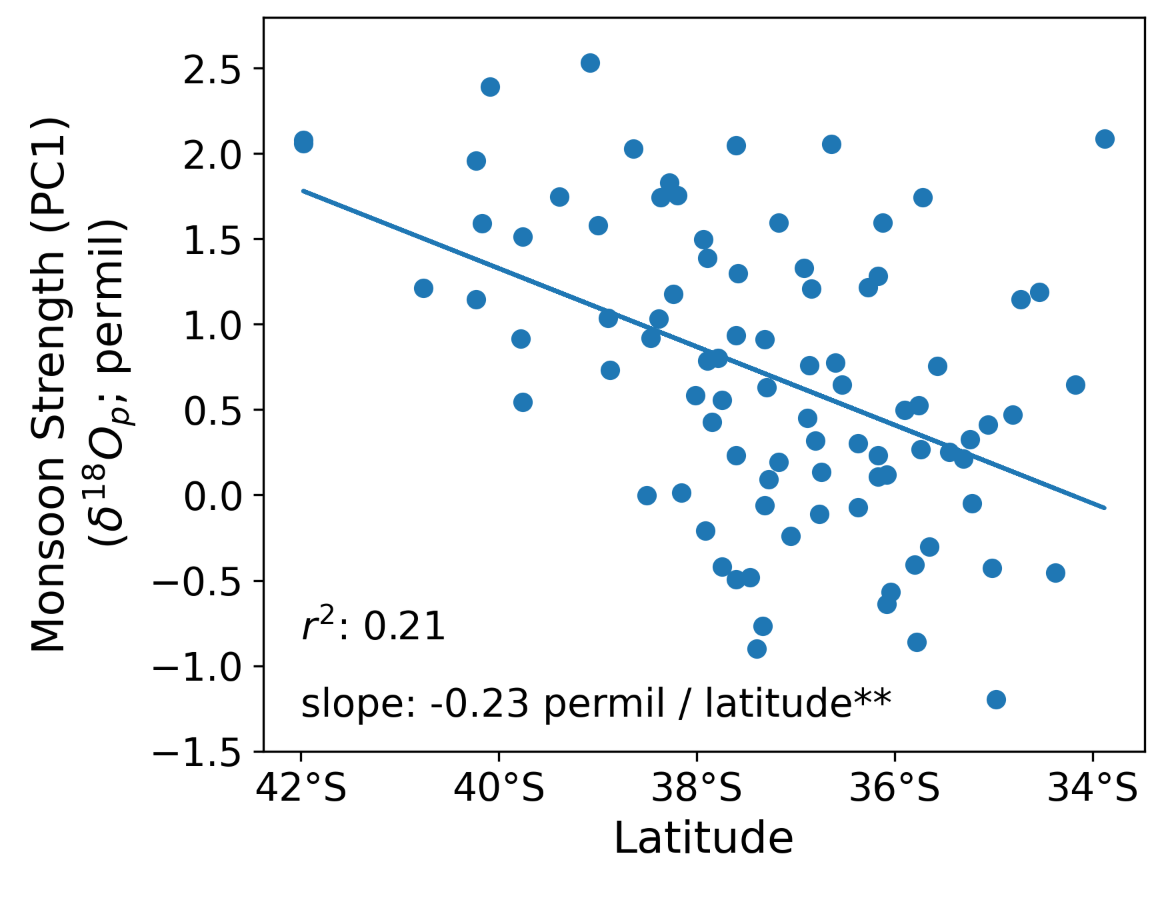 Monsoon Strength (PC1)
(δ¹⁸Oₚ; permil)
2.5
2.0
1.5
1.0
0.5
0.0
−0.5
−1.0
−1.5
r²: 0.21
slope: -0.23 permil / latitude**
42°S 40°S 38°S 36°S 34°S
Latitude